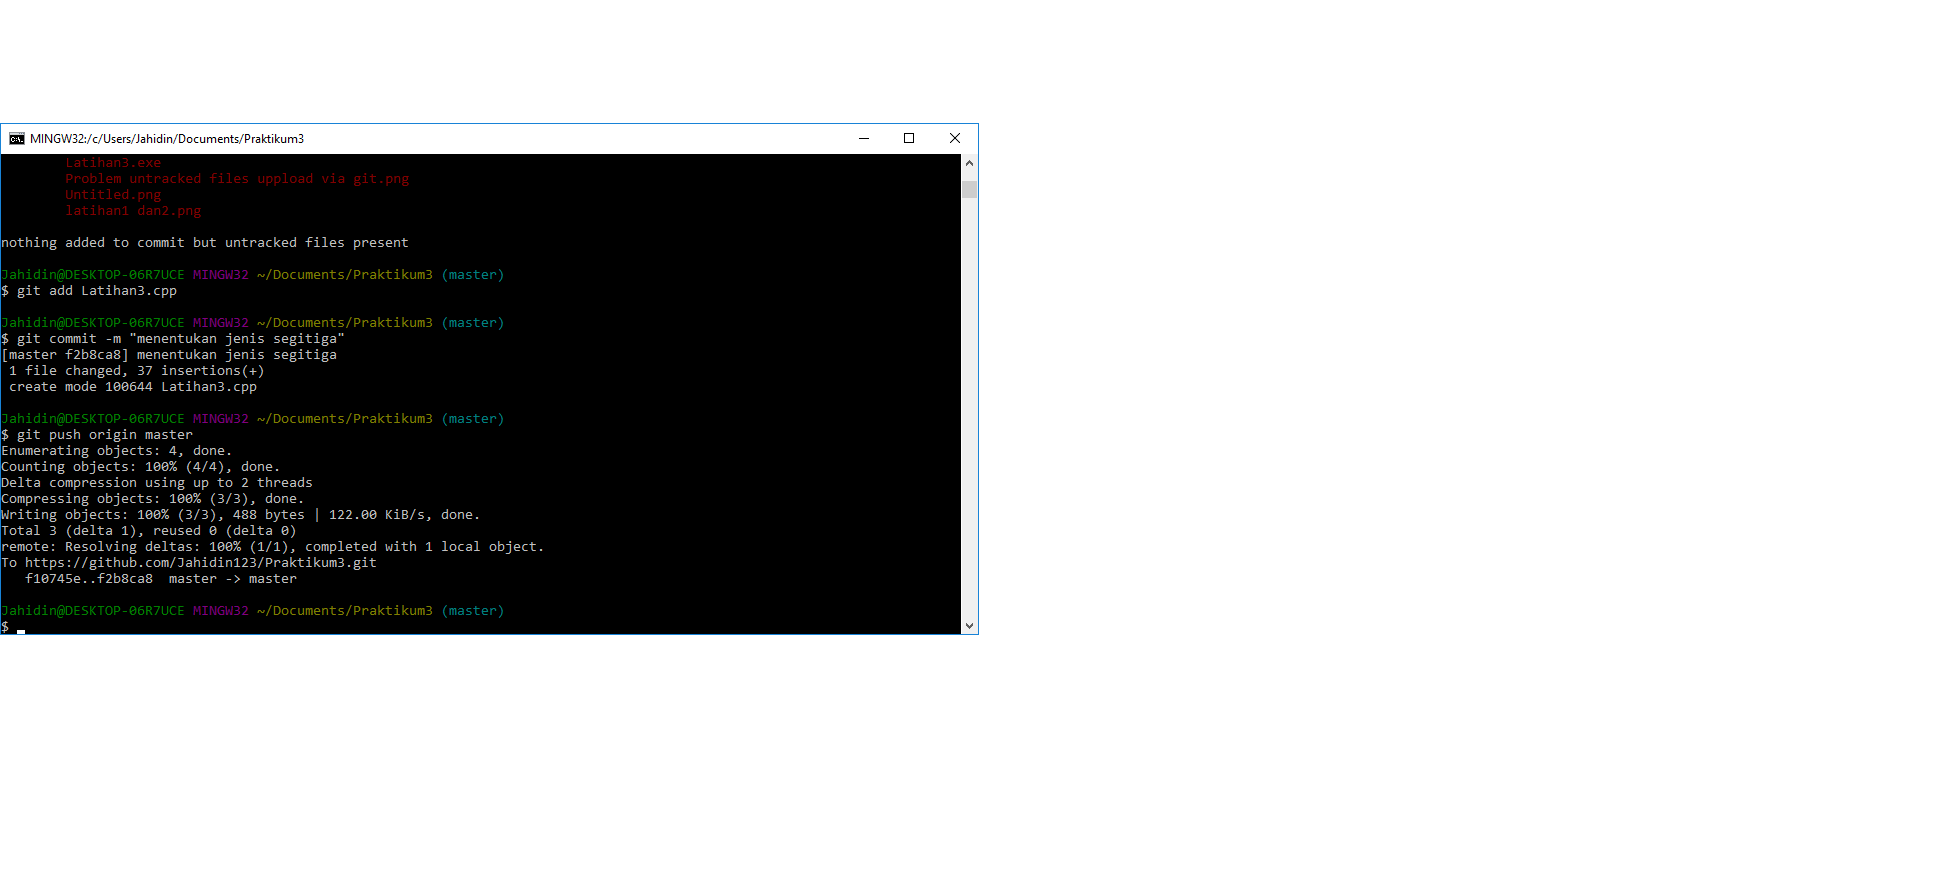 MINGW32:/c/Users/Jahidin/Documents/Praktikum3
Latihan3.exe
Problem untracked files uppload via git.png
Untitled.png
latihan1 dan2.png
nothing added to commit but untracked files present
Jahidin@DESKTOP-06R7UCE MINGW32 ~/Documents/Praktikum3 (master)
$ git add Latihan3.cpp
Jahidin@DESKTOP-06R7UCE MINGW32 ~/Documents/Praktikum3 (master)
$ git commit -m "menentukan jenis segitiga"
[master f2b8ca8] menentukan jenis segitiga
1 file changed, 37 insertions(+)
create mode 100644 Latihan3.cpp
Jahidin@DESKTOP-06R7UCE MINGW32 ~/Documents/Praktikum3 (master)
$ git push origin master
Enumerating objects: 4, done.
Counting objects: 100% (4/4), done.
Delta compression using up to 2 threads
Compressing objects: 100% (3/3), done.
Writing objects: 100% (3/3), 488 bytes | 122.00 KiB/s, done.
Total 3 (delta 1), reused 0 (delta 0)
remote: Resolving deltas: 100% (1/1), completed with 1 local object.
To https://github.com/Jahidin123/Praktikum3.git
f10745e..f2b8ca8  master -> master
Jahidin@DESKTOP-06R7UCE MINGW32 ~/Documents/Praktikum3 (master)
$